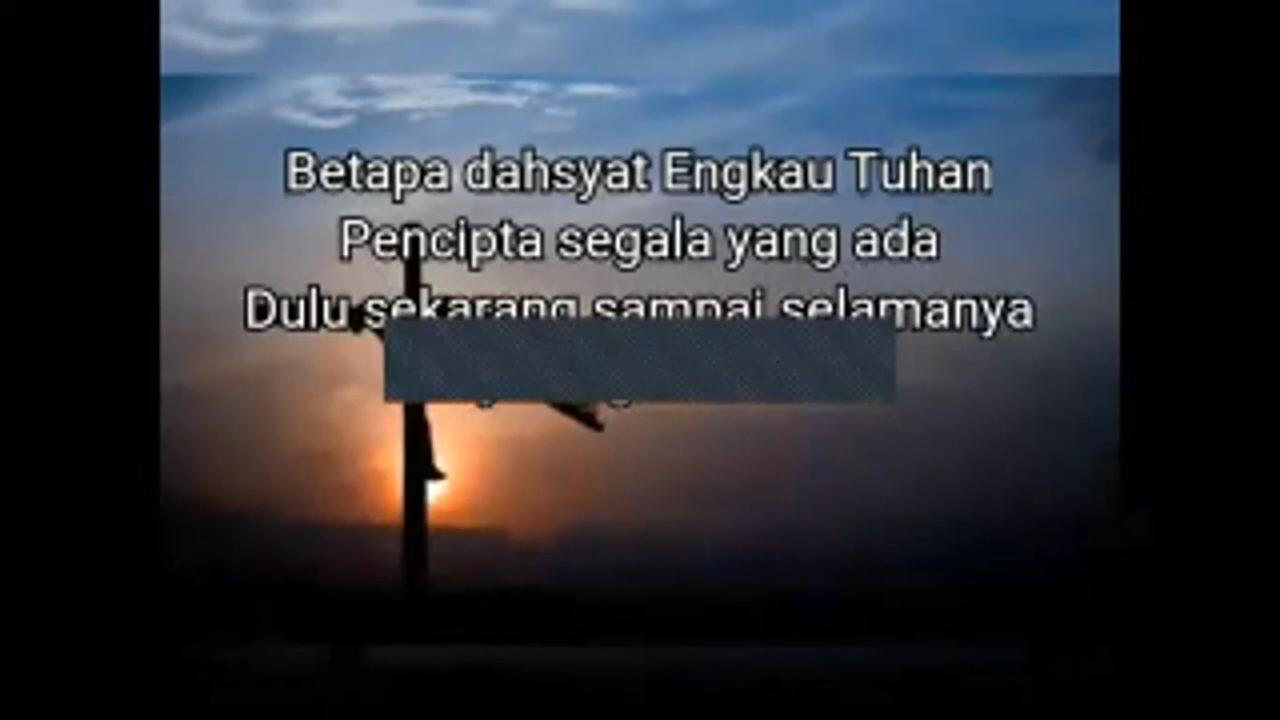 Betapa dahsyat Engkau Tuhan
Pencipta segala yang ada
Dulu sekarang sampai selamanya